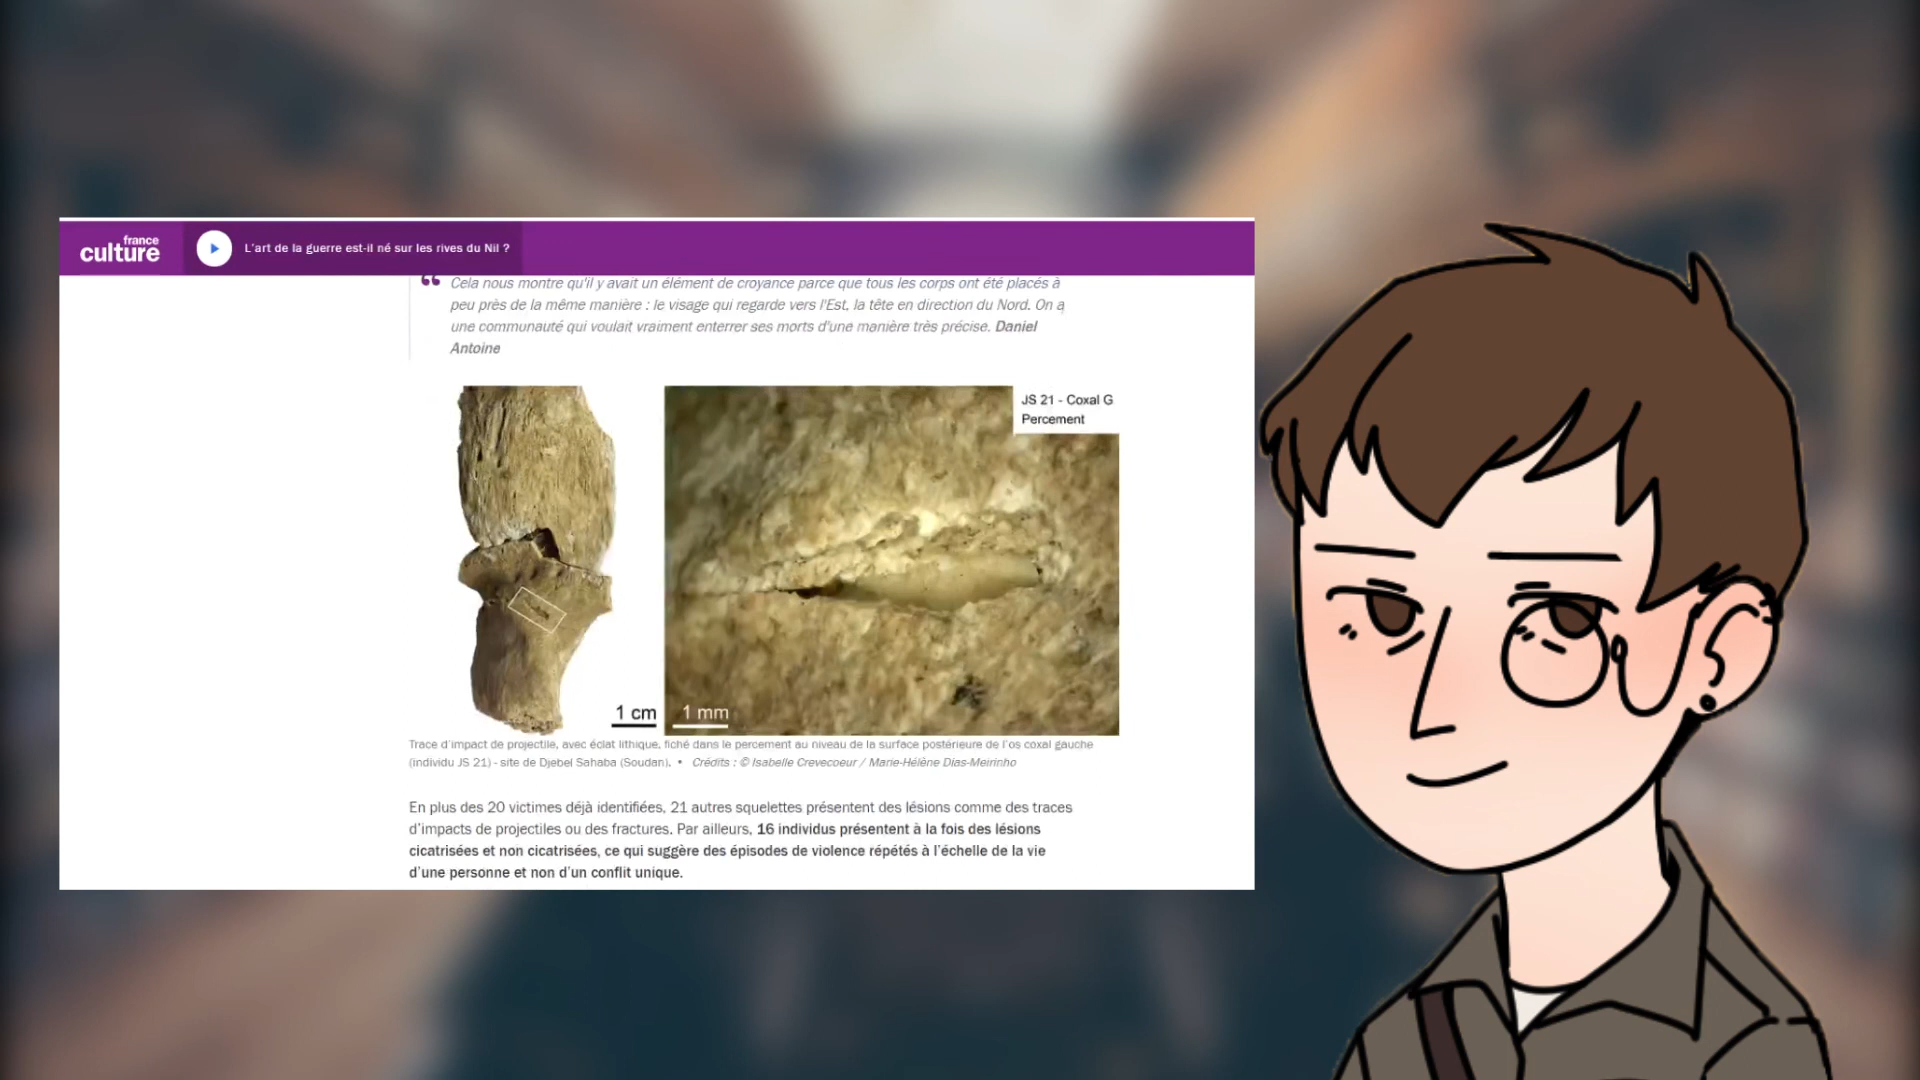 france
culture
L'art de la guerre est-il né sur les rives du Nil ?
“ Cela nous montre qu'il y avait un élément de croyance parce que tous les corps ont été placés à
peu près de la même manière : le visage qui regarde vers l'Est, la tête en direction du Nord. On a
une communauté qui voulait vraiment enterrer ses morts d'une manière très précise. Daniel
Antoine
JS 21 - Coxal G
Percement
1 cm
1 mm
Trace d'impact de projectile, avec éclat lithique, fiché dans le percement au niveau de la surface postérieure de l'os coxal gauche
(individu JS 21) - site de Djebel Sahaba (Soudan). • Crédits : © Isabelle Crevecoeur / Marie-Hélène Dias-Meirinho
En plus des 20 victimes déjà identifiées, 21 autres squelettes présentent des lésions comme des traces
d'impacts de projectiles ou des fractures. Par ailleurs, 16 individus présentent à la fois des lésions
cicatrisées et non cicatrisées, ce qui suggère des épisodes de violence répétés à l'échelle de la vie
d'une personne et non d'un conflit unique.